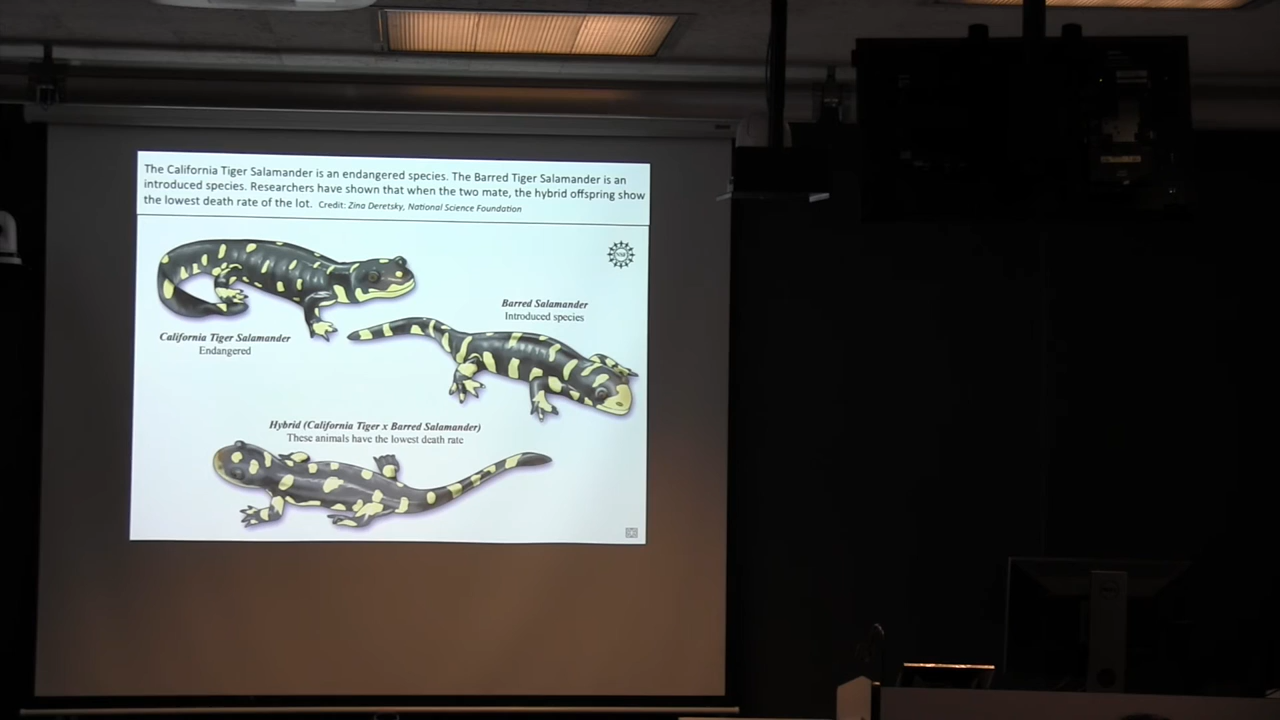 The California Tiger Salamander is an endangered species. The Barred Tiger Salamander is an
introduced species. Researchers have shown that when the two mate, the hybrid offspring show
the lowest death rate of the lot. Credit: Zina Deretsky, National Science Foundation
NSF
Barred Salamander
Introduced species
California Tiger Salamander
Endangered
Hybrid (California Tiger x Barred Salamander)
These animals have the lowest death rate